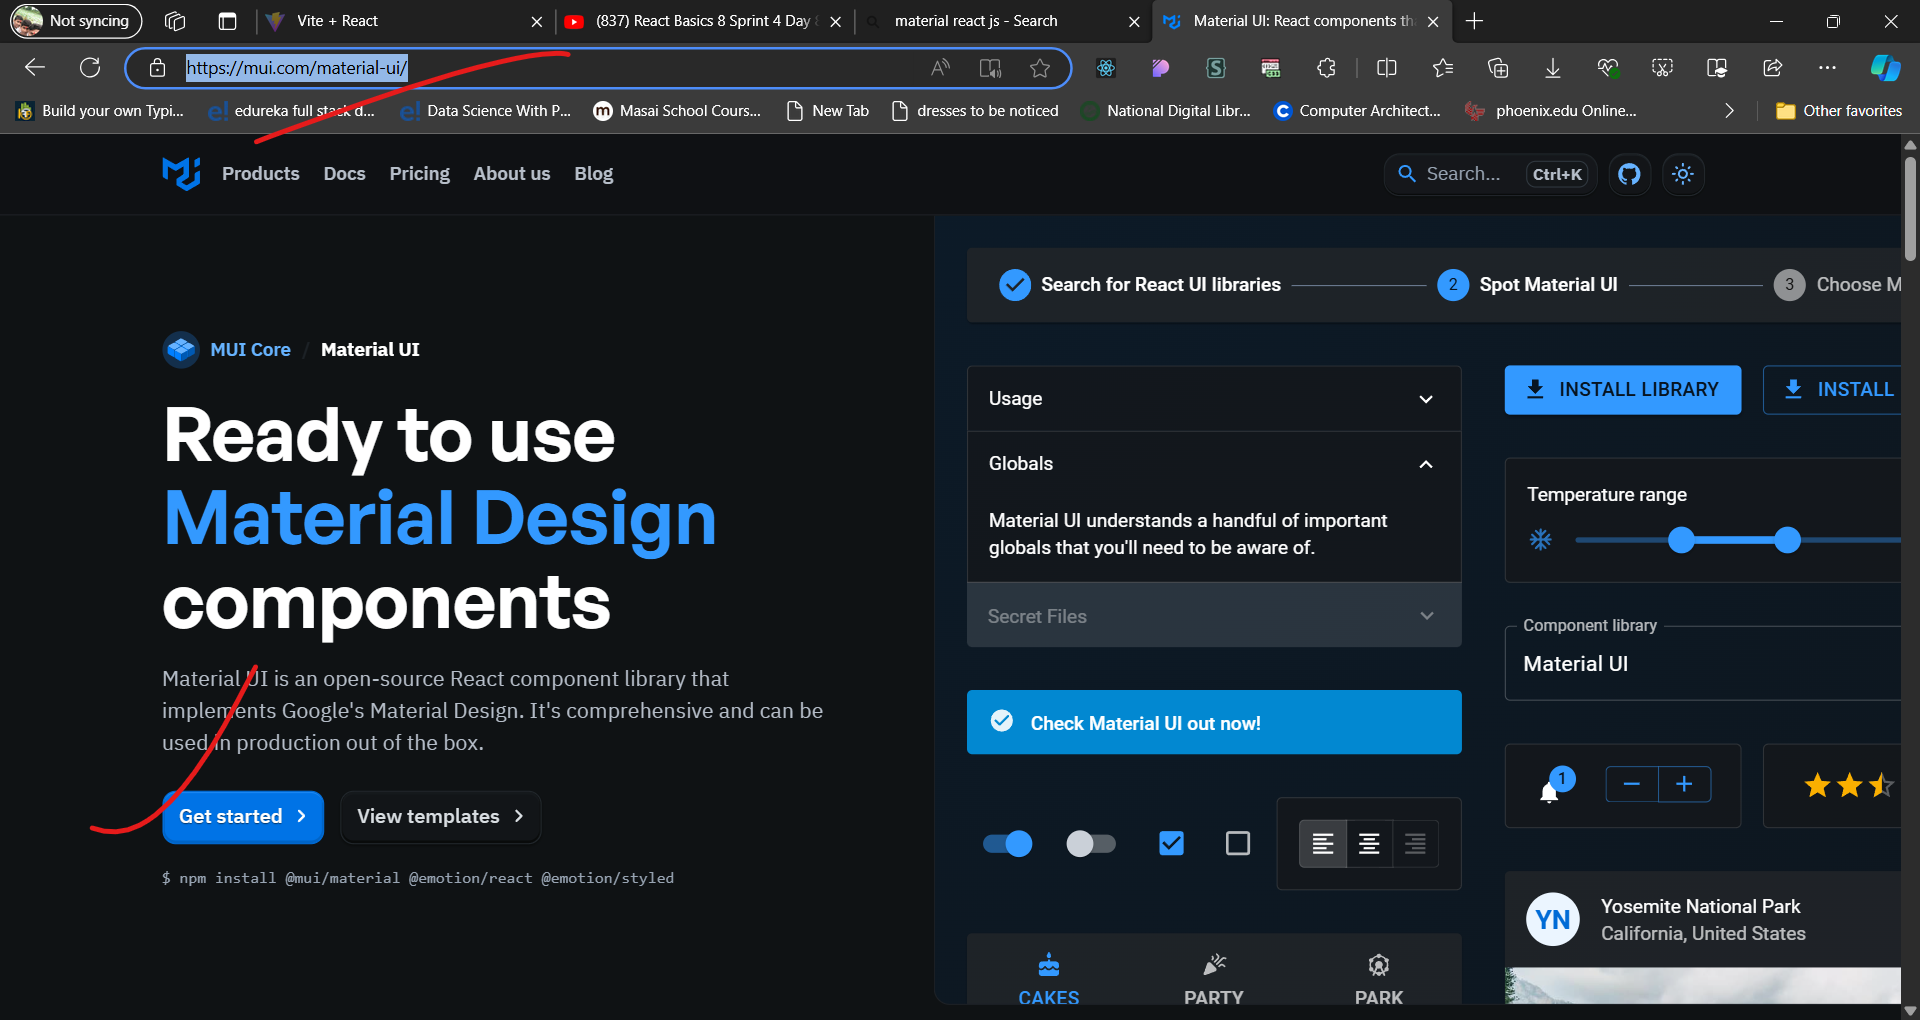 Not syncing
Vite + React
(837) React Basics 8 Sprint 4 Day
material react js - Search
Material UI: React components th
https://mui.com/material-ui/
Build your own Typi...
edureka full stack d...
Data Science With P...
Masai School Cours...
New Tab
dresses to be noticed
National Digital Libr...
Computer Architect...
phoenix.edu Online...
Other favorites
Products
Docs
Pricing
About us
Blog
Search...
Ctrl+K
Search for React UI libraries
2
Spot Material UI
3
Choose M
MUI Core / Material UI
Ready to use
Material Design
components
Material UI is an open-source React component library that
implements Google's Material Design. It's comprehensive and can be
used in production out of the box.
Get started
View templates
$ npm install @mui/material @emotion/react @emotion/styled
Usage
Globals
Material UI understands a handful of important
globals that you'll need to be aware of.
Secret Files
Check Material UI out now!
CAKES
PARTY
PARK
INSTALL LIBRARY
INSTALL
Temperature range
Component library
Material UI
1
YN
Yosemite National Park
California, United States